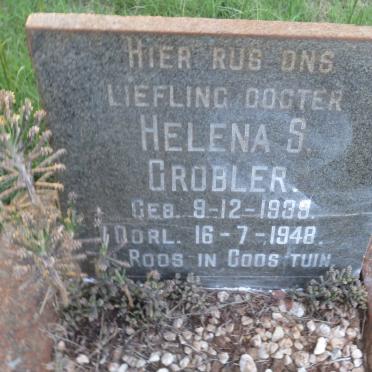 HIER RUS ONS
LIEFLING DOGTER
HELENA S.
GROBLER.
GEB. 9-12-1939.
OORL. 16-7-1948.
ROOS IN GODS TUIN